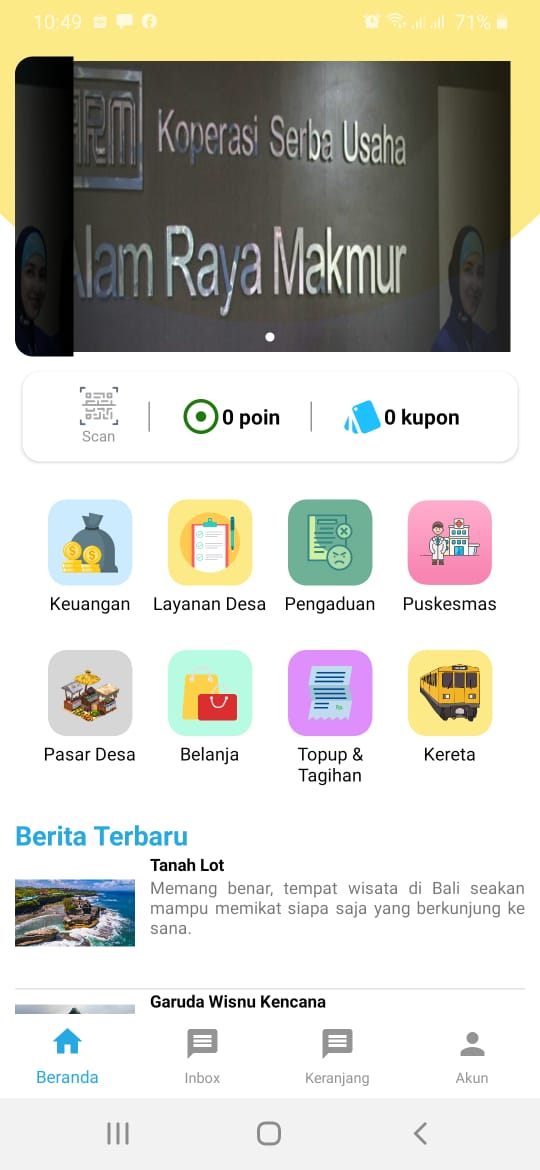 10:49
71%
ARM
Koperasi Serba Usaha
Alam Raya Makmur
Scan
0 poin
0 kupon
Keuangan
Layanan Desa
Pengaduan
Puskesmas
Pasar Desa
Belanja
Topup &
Tagihan
Kereta
Rp
Berita Terbaru
Tanah Lot
Memang benar, tempat wisata di Bali seakan
mampu memikat siapa saja yang berkunjung ke
sana.
Garuda Wisnu Kencana
Beranda
Inbox
Keranjang
Akun